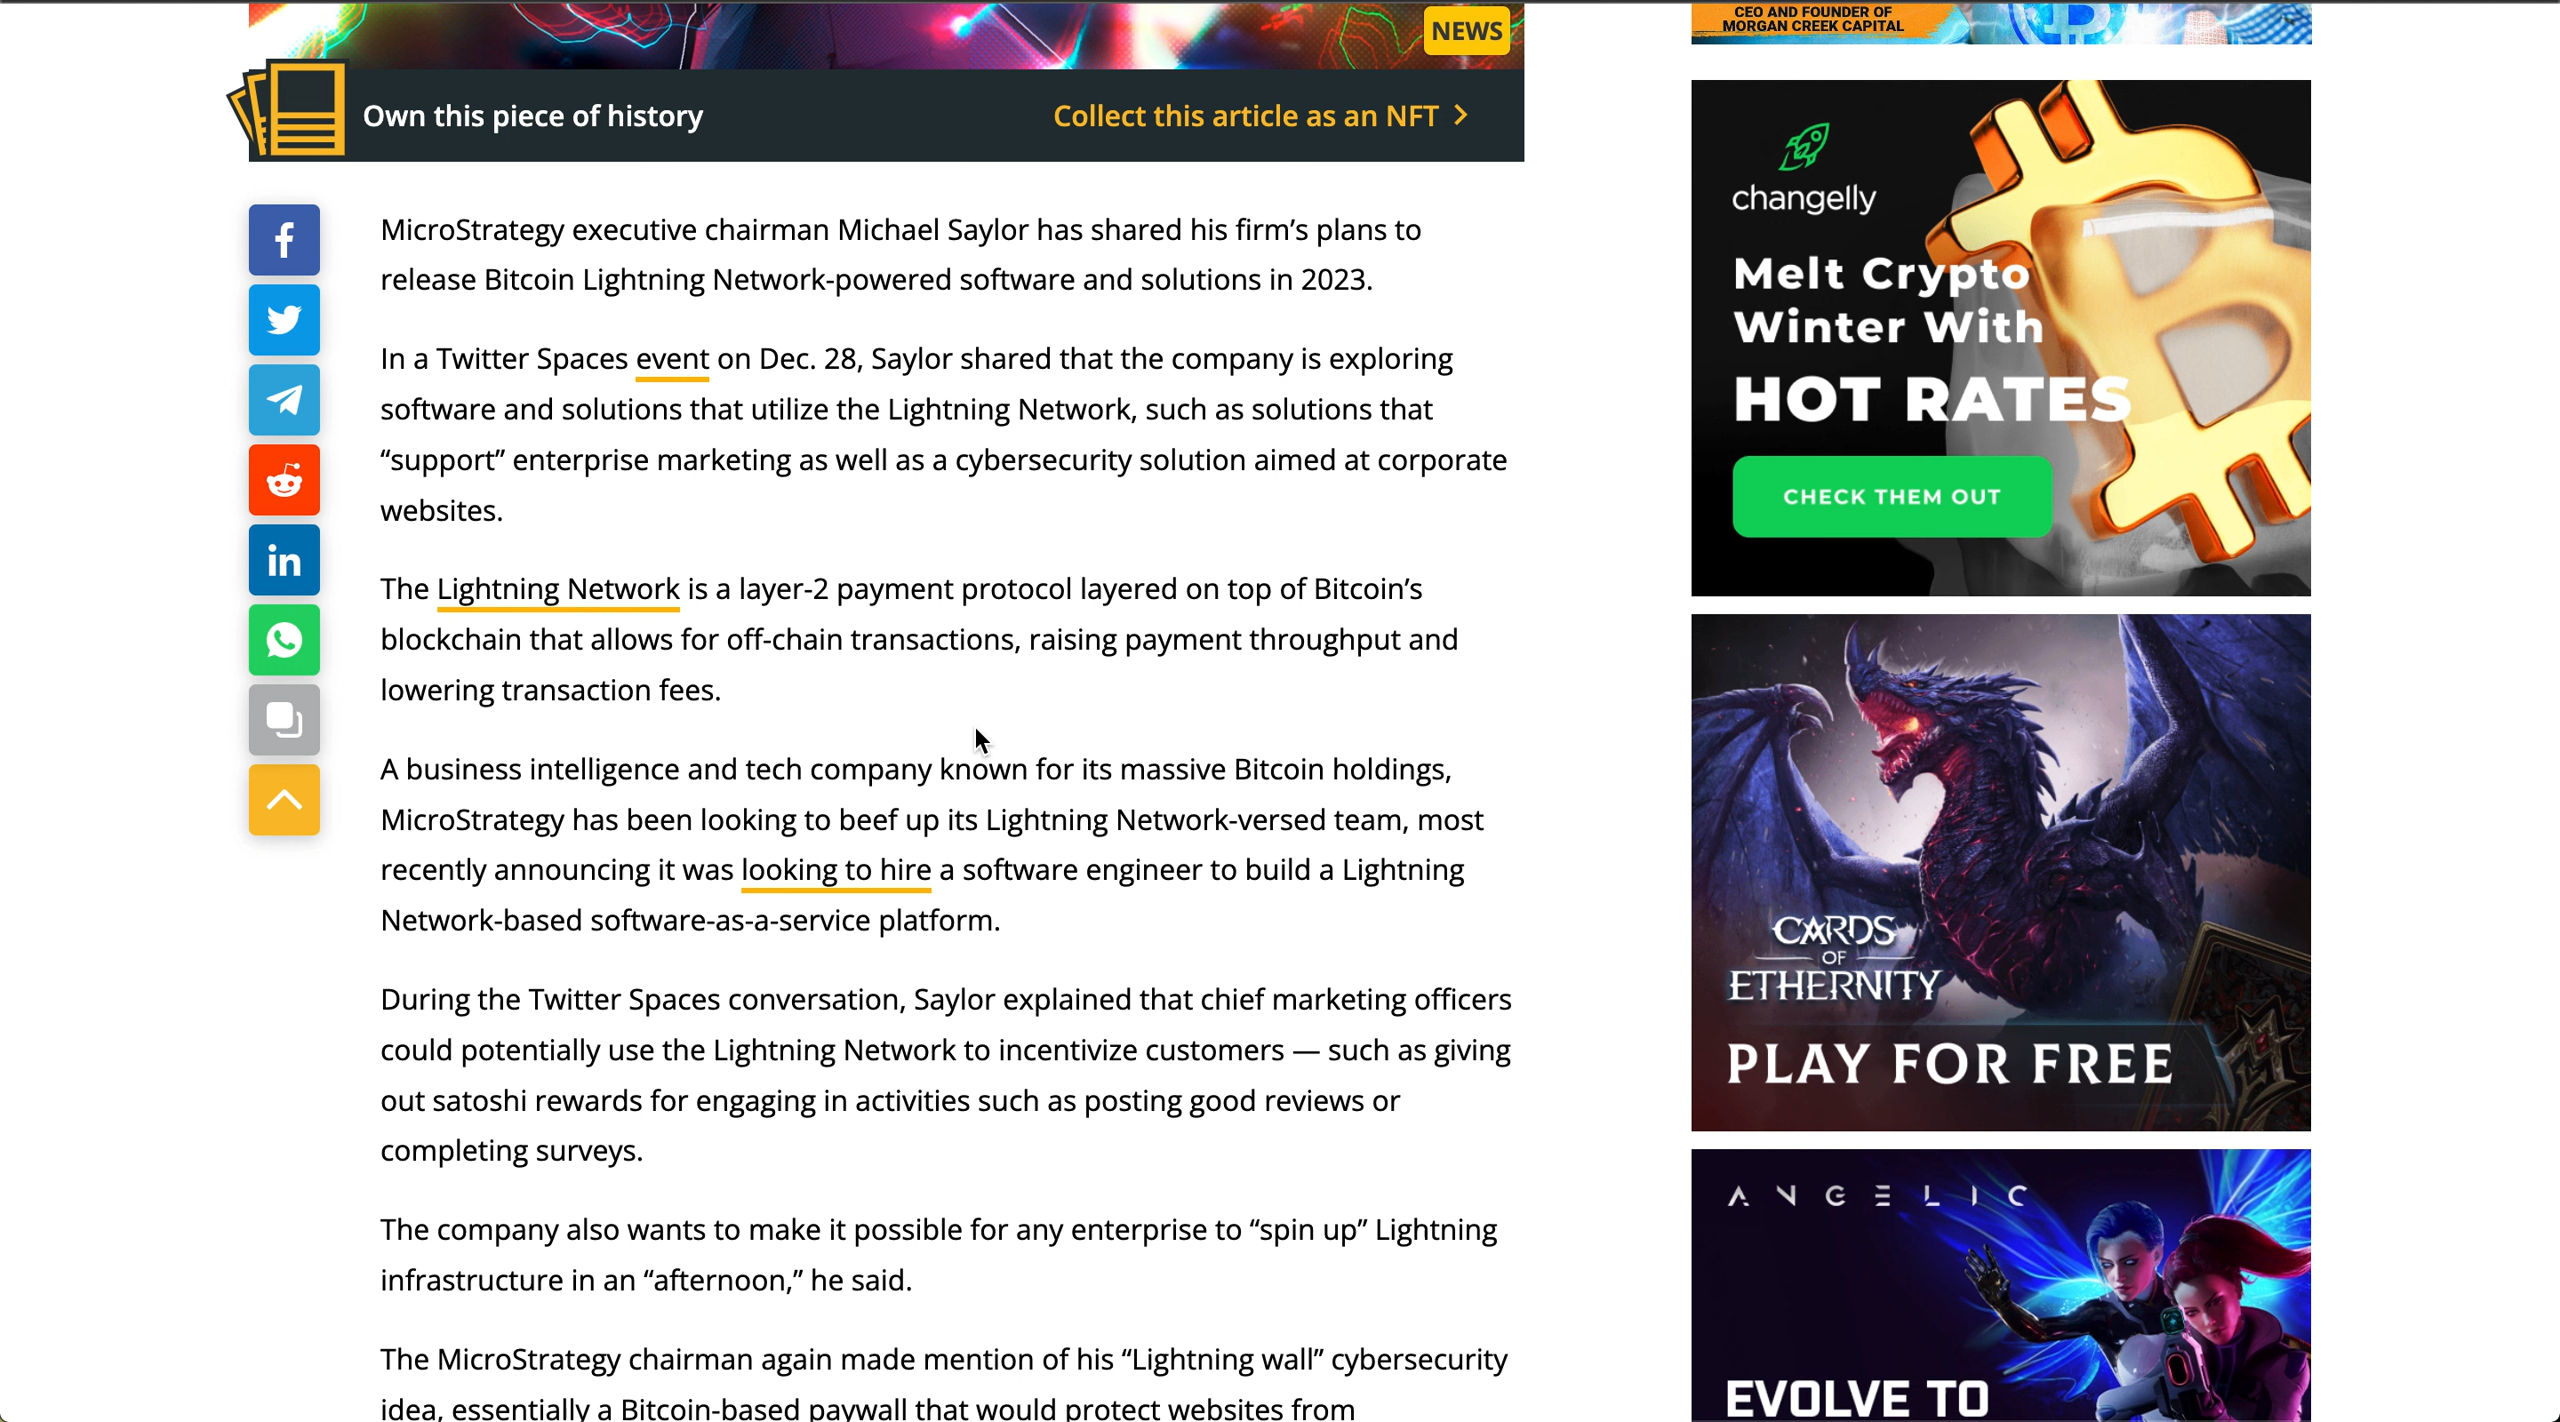 NEWS
Own this piece of history
Collect this article as an NFT
MicroStrategy executive chairman Michael Saylor has shared his firm’s plans to
release Bitcoin Lightning Network-powered software and solutions in 2023.
In a Twitter Spaces event on Dec. 28, Saylor shared that the company is exploring
software and solutions that utilize the Lightning Network, such as solutions that
“support” enterprise marketing as well as a cybersecurity solution aimed at corporate
websites.
The Lightning Network is a layer-2 payment protocol layered on top of Bitcoin’s
blockchain that allows for off-chain transactions, raising payment throughput and
lowering transaction fees.
A business intelligence and tech company known for its massive Bitcoin holdings,
MicroStrategy has been looking to beef up its Lightning Network-versed team, most
recently announcing it was looking to hire a software engineer to build a Lightning
Network-based software-as-a-service platform.
During the Twitter Spaces conversation, Saylor explained that chief marketing officers
could potentially use the Lightning Network to incentivize customers — such as giving
out satoshi rewards for engaging in activities such as posting good reviews or
completing surveys.
The company also wants to make it possible for any enterprise to “spin up” Lightning
infrastructure in an “afternoon,” he said.
The MicroStrategy chairman again made mention of his “Lightning wall” cybersecurity
idea, essentially a Bitcoin-based paywall that would protect websites from
CEO AND FOUNDER OF
MORGAN CREEK CAPITAL
changelly
Melt Crypto
Winter With
HOT RATES
CHECK THEM OUT
CARDS
OF
ETHERNITY
PLAY FOR FREE
ANGELIC
EVOLVE TO